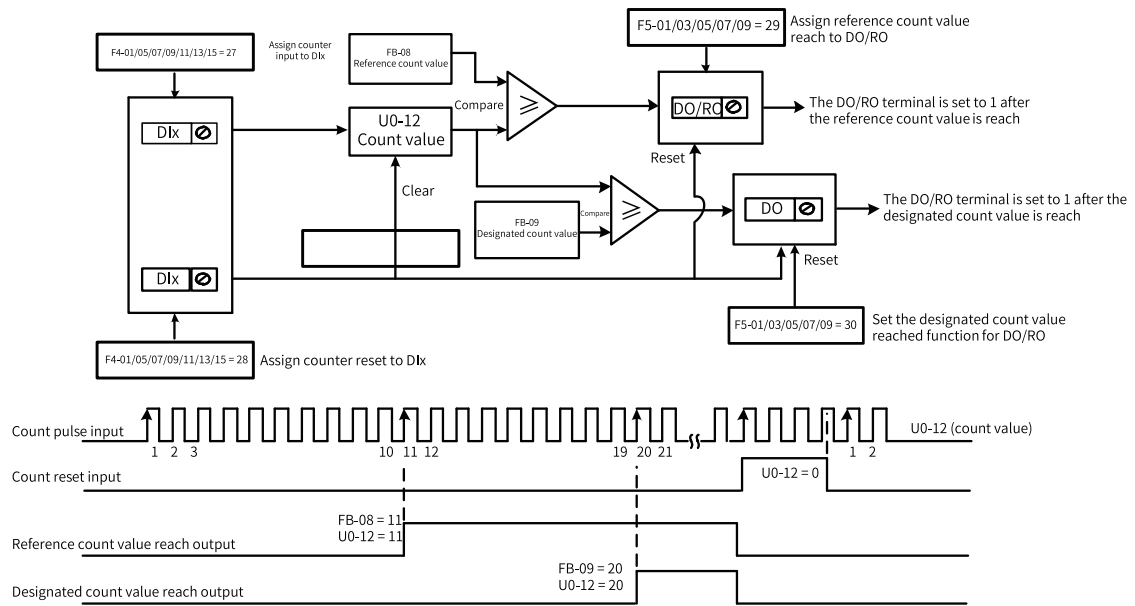 F4-01/05/07/09/11/13/15 = 27
Assign counter
input to DIx
FB-08
Reference count value
F5-01/03/05/07/09 = 29
Assign reference count value
reach to DO/RO
DIx
U0-12
Count value
Compare
≥
DO/RO
The DO/RO terminal is set to 1 after
the reference count value is reach
Reset
Clear
FB-09
Designated count value
Compare
≥
DO
The DO/RO terminal is set to 1 after the
designated count value is reach
Reset
DIx
F4-01/05/07/09/11/13/15 = 28
Assign counter reset to DIx
F5-01/03/05/07/09 = 30
Set the designated count value
reached function for DO/RO
Count pulse input
U0-12 (count value)
1 2 3 10 11 12 19 20 21 1 2
Count reset input
U0-12 = 0
FB-08 = 11
U0-12 = 11
Reference count value reach output
FB-09 = 20
U0-12 = 20
Designated count value reach output